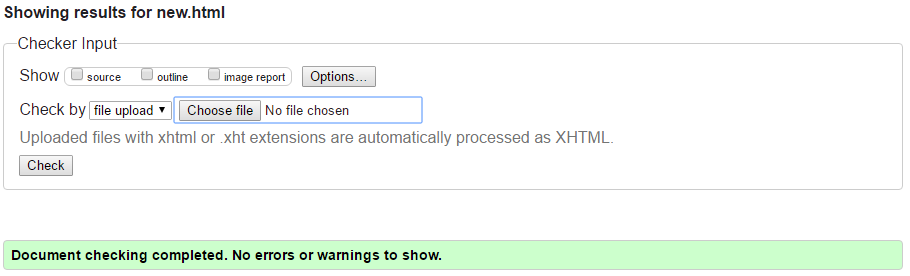 Showing results for new.html
Checker Input
Show source outline image report Options...
Check by file upload Choose file No file chosen
Uploaded files with xhtml or .xht extensions are automatically processed as XHTML.
Check
Document checking completed. No errors or warnings to show.